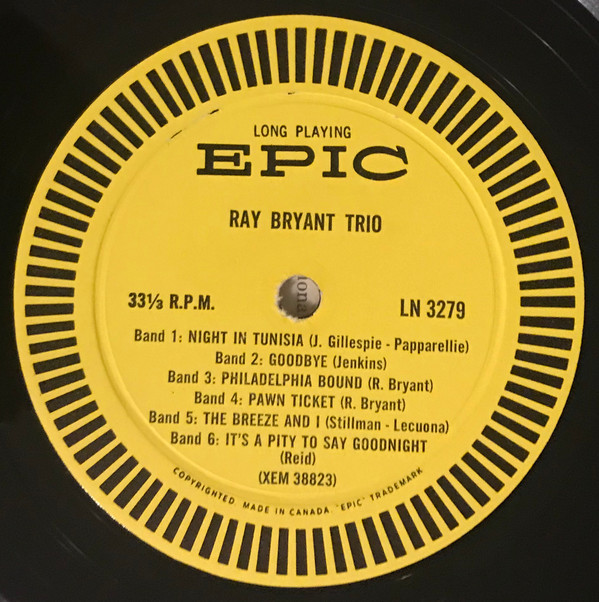 LONG PLAYING
EPIC
RAY BRYANT TRIO
33⅓ R.P.M.
LN 3279
Band 1: NIGHT IN TUNISIA (J. Gillespie - Papparellie)
Band 2: GOODBYE (Jenkins)
Band 3: PHILADELPHIA BOUND (R. Bryant)
Band 4: PAWN TICKET (R. Bryant)
Band 5: THE BREEZE AND I (Stillman - Lecuona)
Band 6: IT'S A PITY TO SAY GOODNIGHT
(Reid)
(XEM 38823)
COPYRIGHTED MADE IN CANADA. "EPIC" TRADEMARK